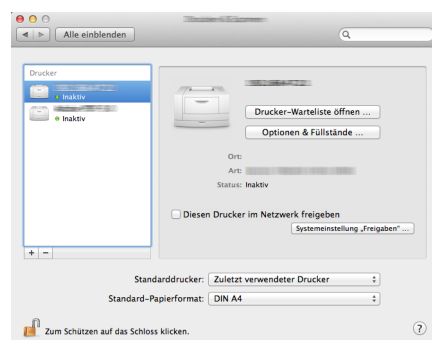 Alle einblenden
Drucker
Inaktiv
Inaktiv
Drucker-Warteliste öffnen ...
Optionen & Füllstände ...
Ort:
Art:
Status: Inaktiv
Diesen Drucker im Netzwerk freigeben
Systemeinstellung „Freigaben“ ...
+ −
Standarddrucker: Zuletzt verwendeter Drucker
Standard-Papierformat: DIN A4
Zum Schützen auf das Schloss klicken.
?